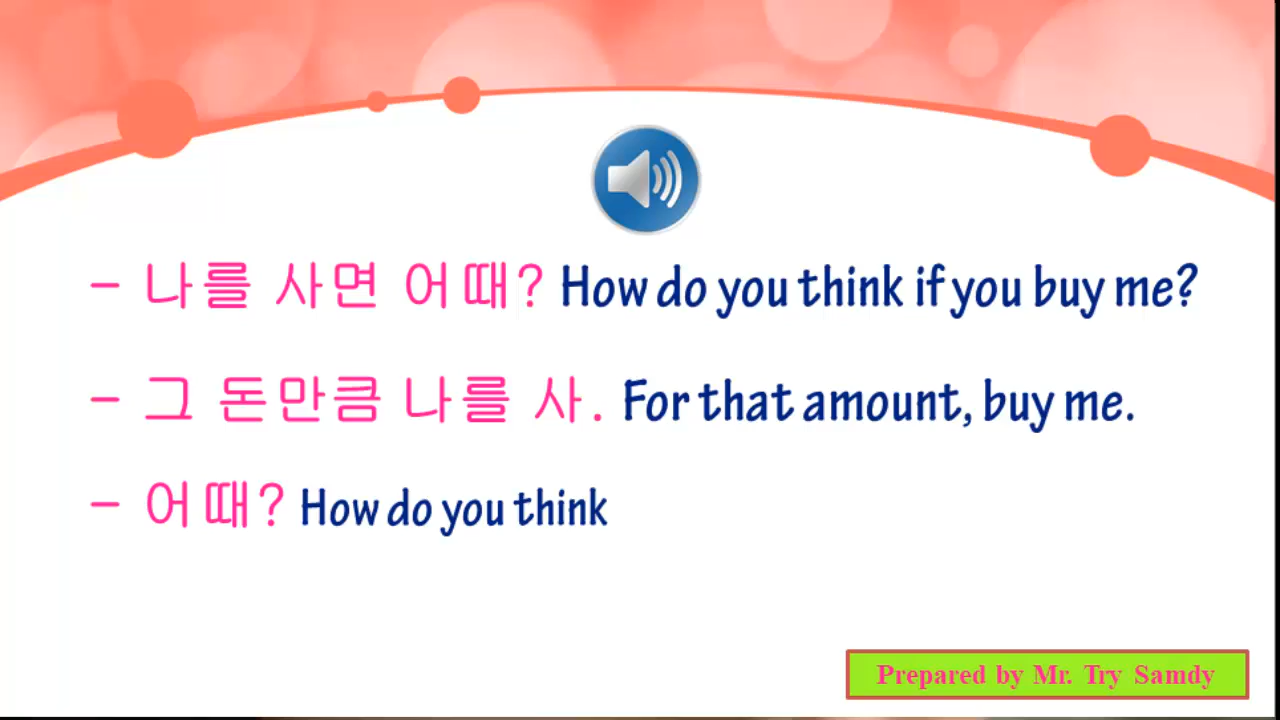 - 나를 사면 어때? How do you think if you buy me?
- 그 돈만큼 나를 사. For that amount, buy me.
- 어때? How do you think
Prepared by Mr. Try Samdy